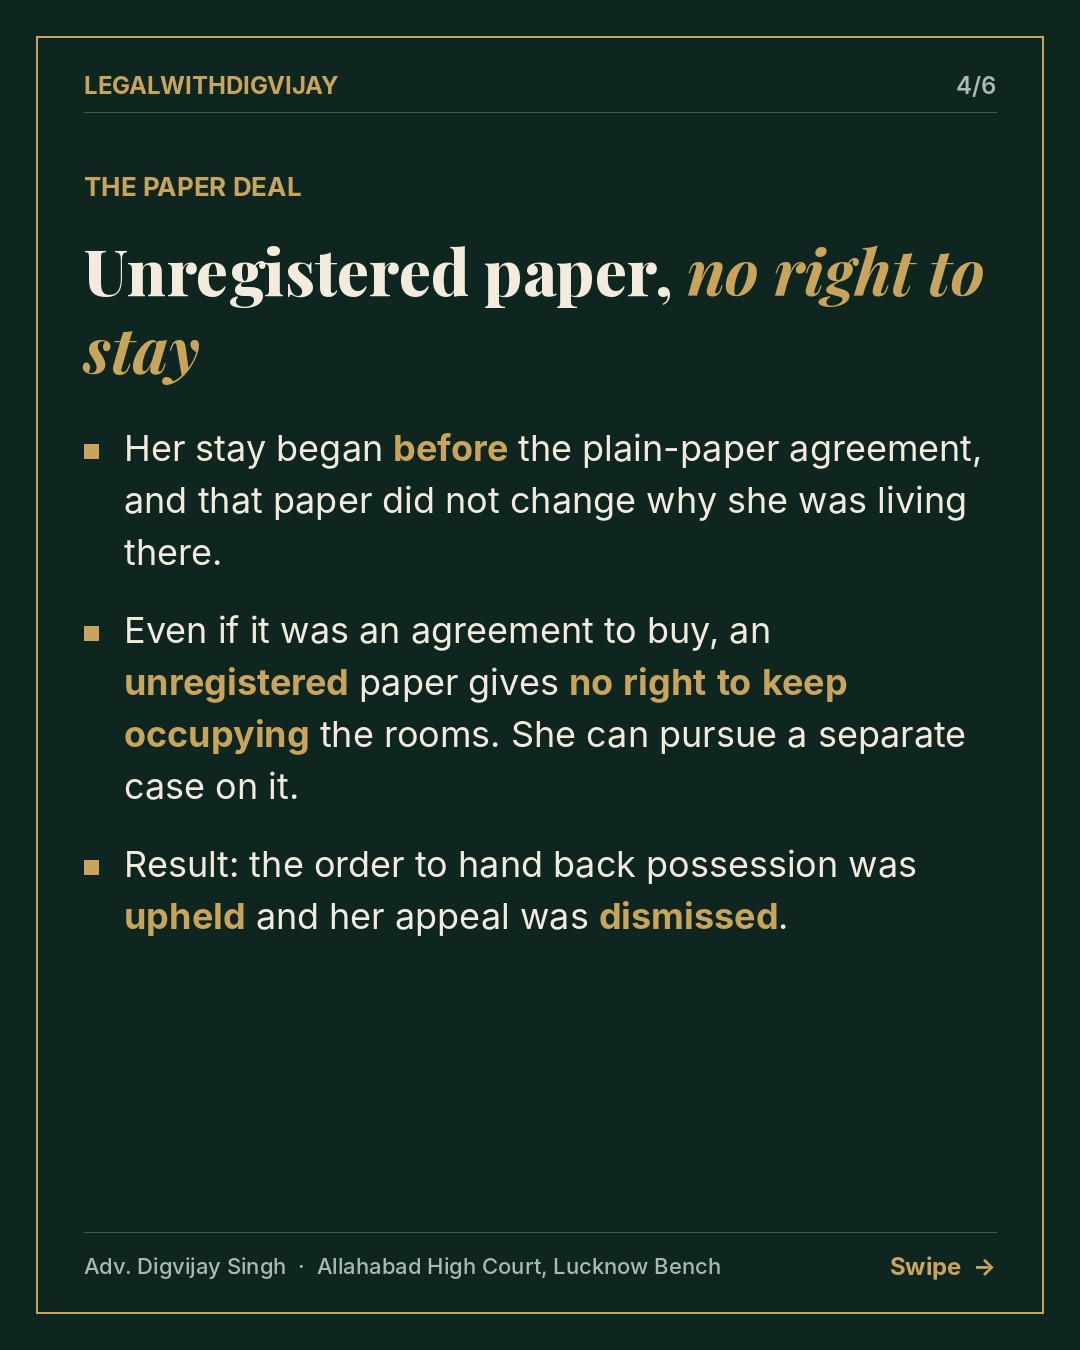 LEGALWITHDIGVIJAY
4/6
THE PAPER DEAL
Unregistered paper, no right to
stay
Her stay began before the plain-paper agreement,
and that paper did not change why she was living
there.
Even if it was an agreement to buy, an
unregistered paper gives no right to keep
occupying the rooms. She can pursue a separate
case on it.
Result: the order to hand back possession was
upheld and her appeal was dismissed.
Adv. Digvijay Singh · Allahabad High Court, Lucknow Bench
Swipe →